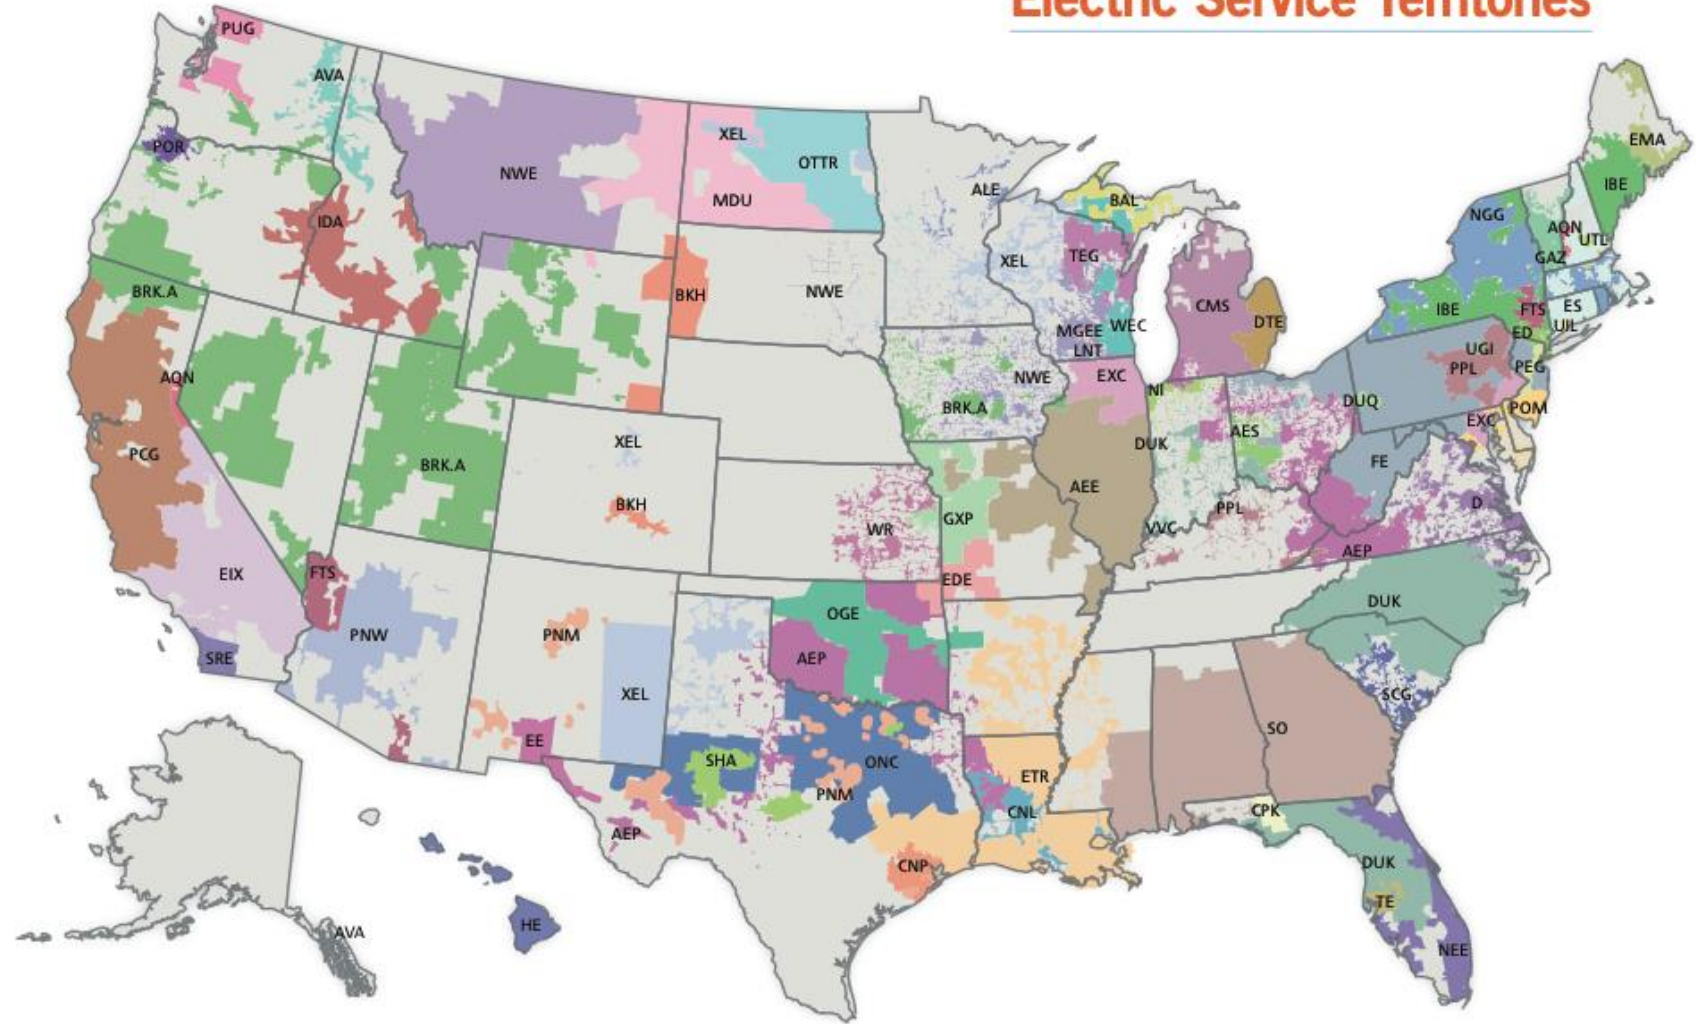 Electric Service Territories
PUG
AVA
POR
NWE
XEL
OTTR
MDU
ALE
BAL
EMA
IBE
NGG
AQN
UTL
GAZ
IDA
BRK.A
BKH
NWE
XEL
TEG
CMS
DTE
MGEE
WEC
LNT
IBE
FTS
ES
UIL
ED
AQN
NWE
BRK.A
EXC
NI
UGI
PPL
PEG
DUQ
POM
EXC
PCG
BRK.A
XEL
BKH
DUK
AES
FE
AEE
WR
GXP
VVC
PPL
D
AEP
EIX
FTS
EDE
OGE
DUK
PNW
PNM
AEP
SRE
XEL
SCG
EE
SHA
ONC
PNM
SO
ETR
CNL
CPK
AEP
CNP
DUK
TE
NEE
AVA
HE